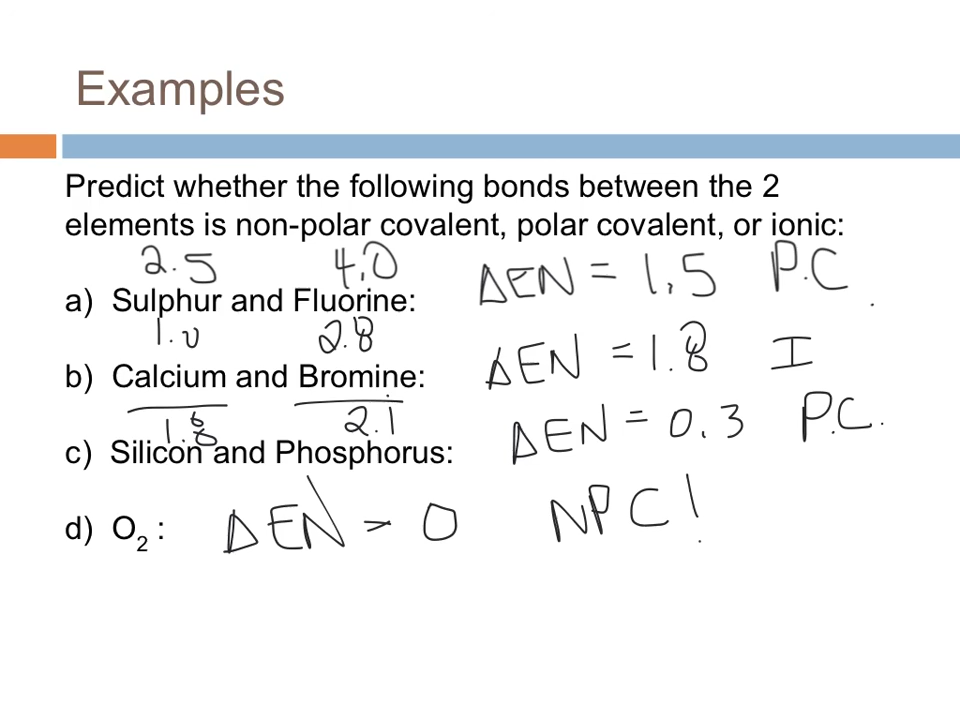 Examples
Predict whether the following bonds between the 2
elements is non-polar covalent, polar covalent, or ionic:
2.5 4.0 ΔEN = 1.5 P.C.
a) Sulphur and Fluorine:
1.0 2.8 ΔEN = 1.8 I
b) Calcium and Bromine:
1.8 2.1 ΔEN = 0.3 P.C.
c) Silicon and Phosphorus:
d) O2 : ΔEN = 0 NPC!